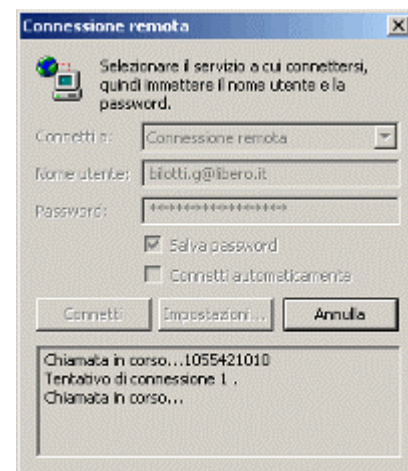 Connessione remota
Selezionare il servizio a cui connettersi,
quindi immettere il nome utente e la
password.
Connetti a: Connessione remota
Nome utente: bilotti.g@libero.it
Password: *****************
Salva password
Connetti automaticamente
Connetti Impostazioni... Annulla
Chiamata in corso...1055421010
Tentativo di connessione 1 .
Chiamata in corso...